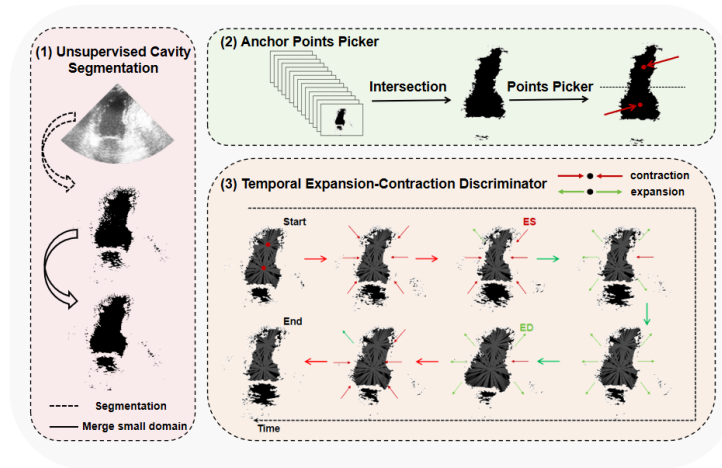 (1) Unsupervised Cavity
Segmentation
Segmentation
Merge small domain
(2) Anchor Points Picker
Intersection
Points Picker
(3) Temporal Expansion-Contraction Discriminator
contraction
expansion
Start
ES
End
ED
Time